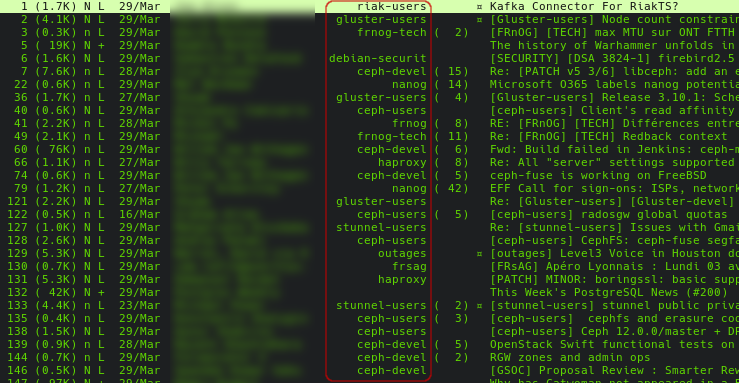 1 (1.7K) N L 29/Mar riak-users ¤ Kafka Connector For RiakTS?
2 (4.1K) N L 29/Mar gluster-users ¤ [Gluster-users] Node count constrain
3 (0.3K) n L 29/Mar frnog-tech ( 2) [FRnOG] [TECH] max MTU sur ONT FTTH
5 ( 19K) N + 29/Mar The history of Warhammer unfolds in
6 (1.6K) N L 29/Mar debian-securit [SECURITY] [DSA 3824-1] firebird2.5
7 (7.6K) n L 28/Mar ceph-devel ( 15) Re: [PATCH v5 3/6] libceph: add an e
22 (0.6K) n L 29/Mar nanog ( 14) Microsoft O365 labels nanog potentia
36 (1.7K) n L 27/Mar gluster-users ( 4) [Gluster-users] Release 3.10.1: Sche
40 (0.6K) N L 29/Mar ceph-users [ceph-users] Client's read affinity
41 (2.2K) n L 28/Mar frnog ( 8) RE: [FRnOG] [TECH] Différences entre
49 (2.1K) n L 29/Mar frnog-tech ( 11) Re: [FRnOG] [TECH] Redback context
60 ( 76K) n L 29/Mar ceph-devel ( 6) Fwd: Build failed in Jenkins: ceph-m
66 (1.1K) n L 27/Mar haproxy ( 8) Re: All "server" settings supported
74 (0.6K) n L 29/Mar ceph-devel ( 5) ceph-fuse is working on FreeBSD
79 (1.2K) n L 27/Mar nanog ( 42) EFF Call for sign-ons: ISPs, network
121 (2.2K) N L 29/Mar gluster-users Re: [Gluster-users] [Gluster-devel]
122 (0.5K) n L 16/Mar ceph-users ( 5) [ceph-users] radosgw global quotas
127 (1.0K) N L 29/Mar stunnel-users Re: [stunnel-users] Issues with Gmai
128 (2.6K) N L 29/Mar ceph-users [ceph-users] CephFS: ceph-fuse segfa
129 (5.3K) N L 29/Mar outages ¤ [outages] Level3 Voice in Houston do
130 (0.7K) N L 29/Mar frsag [FRsAG] Apéro Lyonnais : Lundi 03 av
131 (5.3K) N L 29/Mar haproxy [PATCH] MINOR: boringssl: basic supp
132 ( 42K) N + 29/Mar This Week's PostgreSQL News (#200)
133 (4.4K) n L 23/Mar stunnel-users ( 2) ¤ [stunnel-users] stunnel public priva
135 (0.4K) n L 29/Mar ceph-users ( 3) [ceph-users] cephfs and erasure co
138 (1.5K) N L 29/Mar ceph-users [ceph-users] Ceph 12.0.0/master + DP
139 (0.9K) n L 28/Mar ceph-devel ( 5) OpenStack Swift functional tests on
144 (0.7K) n L 29/Mar ceph-devel ( 2) RGW zones and admin ops
146 (0.5K) N L 29/Mar ceph-devel [GSOC] Proposal Review : Smarter Rew